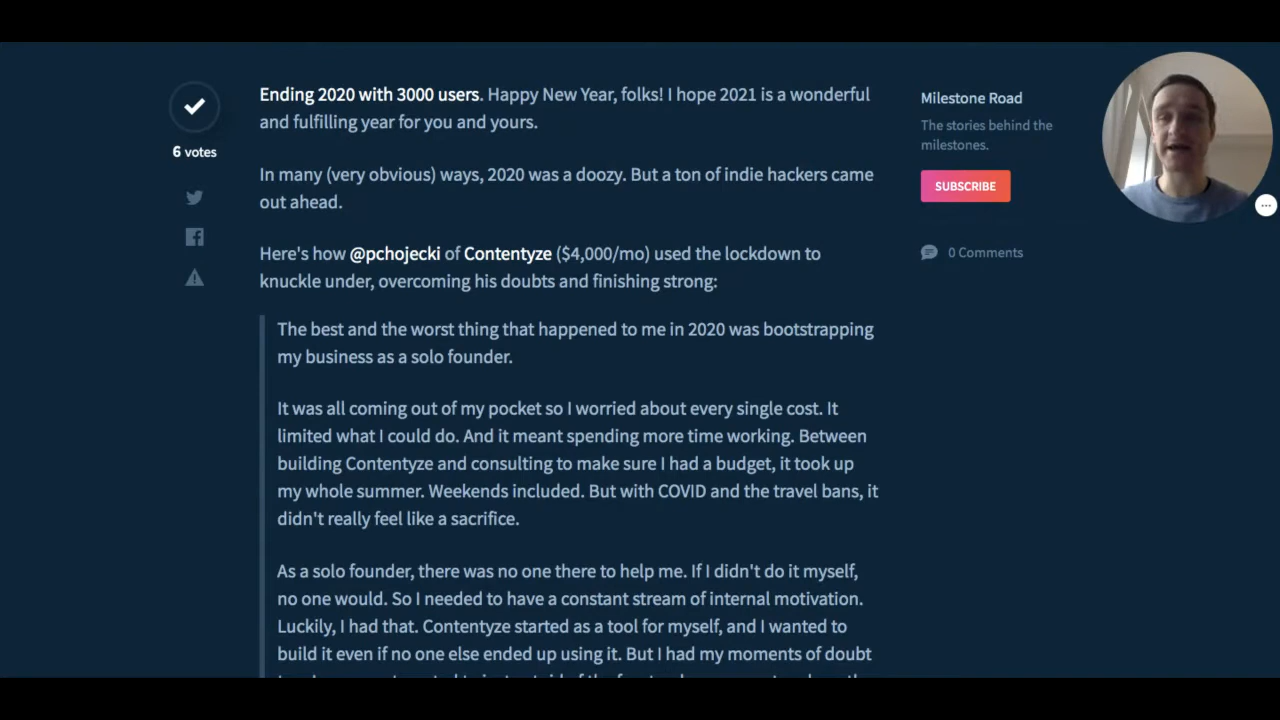 Ending 2020 with 3000 users. Happy New Year, folks! I hope 2021 is a wonderful
and fulfilling year for you and yours.
6 votes
In many (very obvious) ways, 2020 was a doozy. But a ton of indie hackers came
out ahead.
Here's how @pchojecki of Contentyze ($4,000/mo) used the lockdown to
knuckle under, overcoming his doubts and finishing strong:
The best and the worst thing that happened to me in 2020 was bootstrapping
my business as a solo founder.
It was all coming out of my pocket so I worried about every single cost. It
limited what I could do. And it meant spending more time working. Between
building Contentyze and consulting to make sure I had a budget, it took up
my whole summer. Weekends included. But with COVID and the travel bans, it
didn't really feel like a sacrifice.
As a solo founder, there was no one there to help me. If I didn't do it myself,
no one would. So I needed to have a constant stream of internal motivation.
Luckily, I had that. Contentyze started as a tool for myself, and I wanted to
build it even if no one else ended up using it. But I had my moments of doubt
Milestone Road
The stories behind the
milestones.
SUBSCRIBE
0 Comments